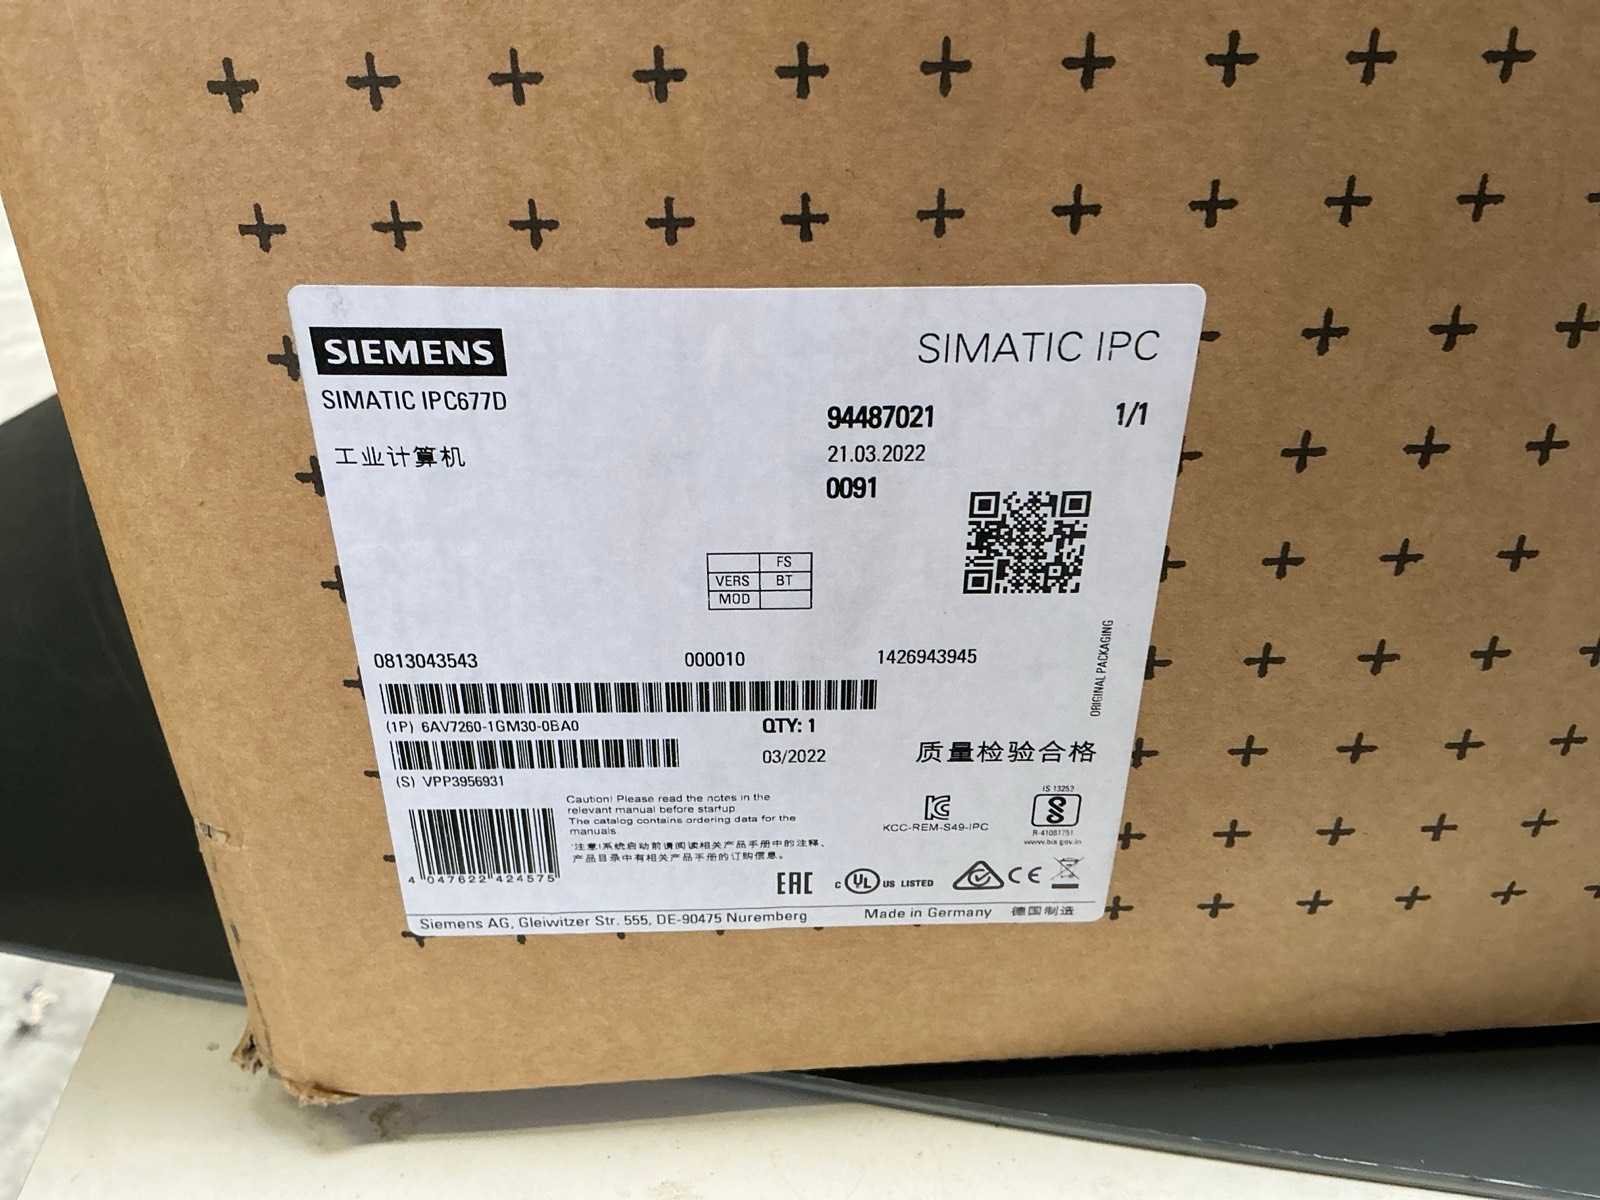 SIEMENS
SIMATIC IPC
SIMATIC IPC677D
94487021 1/1
工业计算机
21.03.2022
0091
FS
VERS BT
MOD
ORIGINAL PACKAGING
0813043543 000010 1426943945
(1P) 6AV7260-1GM30-0BA0 QTY: 1
03/2022
质量检验合格
(S) VPP3956931
Caution! Please read the notes in the
relevant manual before startup
The catalog contains ordering data for the
manuals
注意!系统启动前请阅读相关产品手册中的注释、
产品目录中有相关产品手册的订购信息。
4 047622 424575
KCC-REM-S49-IPC
IS 13252
R-41081751
www.bis.gov.in
EAC
C UL US LISTED
CE
Siemens AG, Gleiwitzer Str. 555, DE-90475 Nuremberg
Made in Germany 德国制造